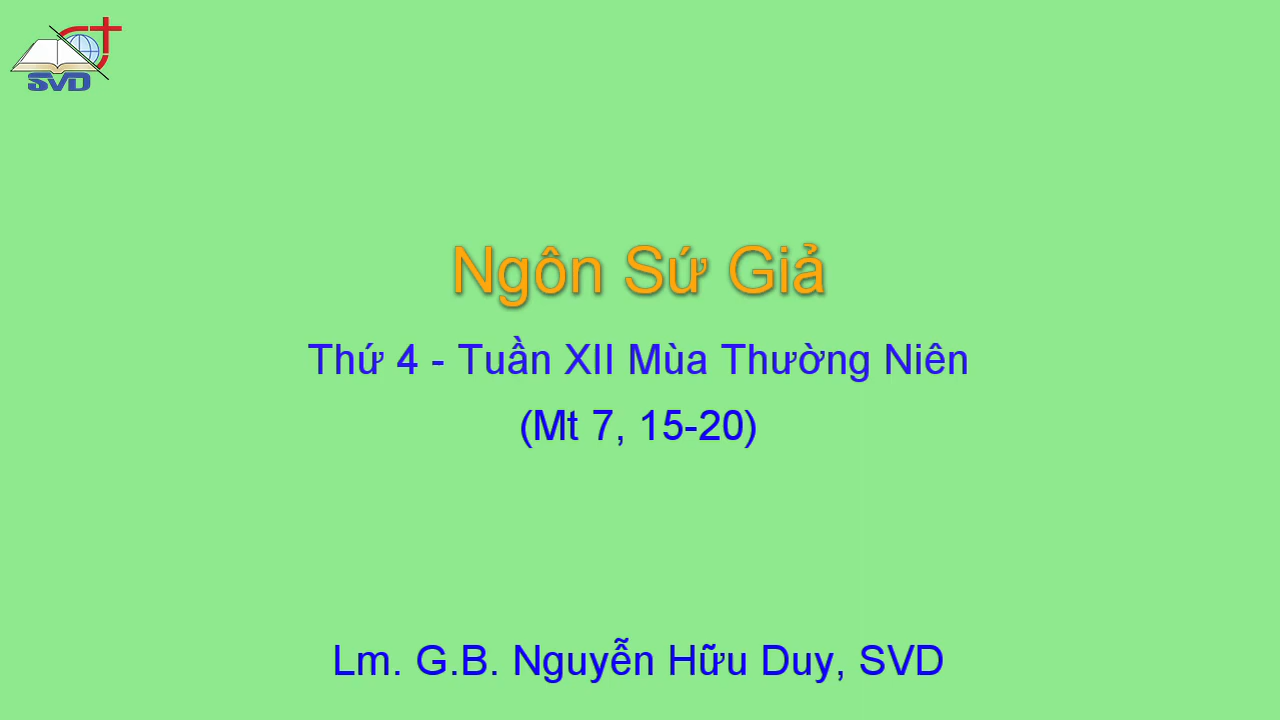 SVD
Ngôn Sứ Giả
Thứ 4 - Tuần XII Mùa Thường Niên
(Mt 7, 15-20)
Lm. G.B. Nguyễn Hữu Duy, SVD